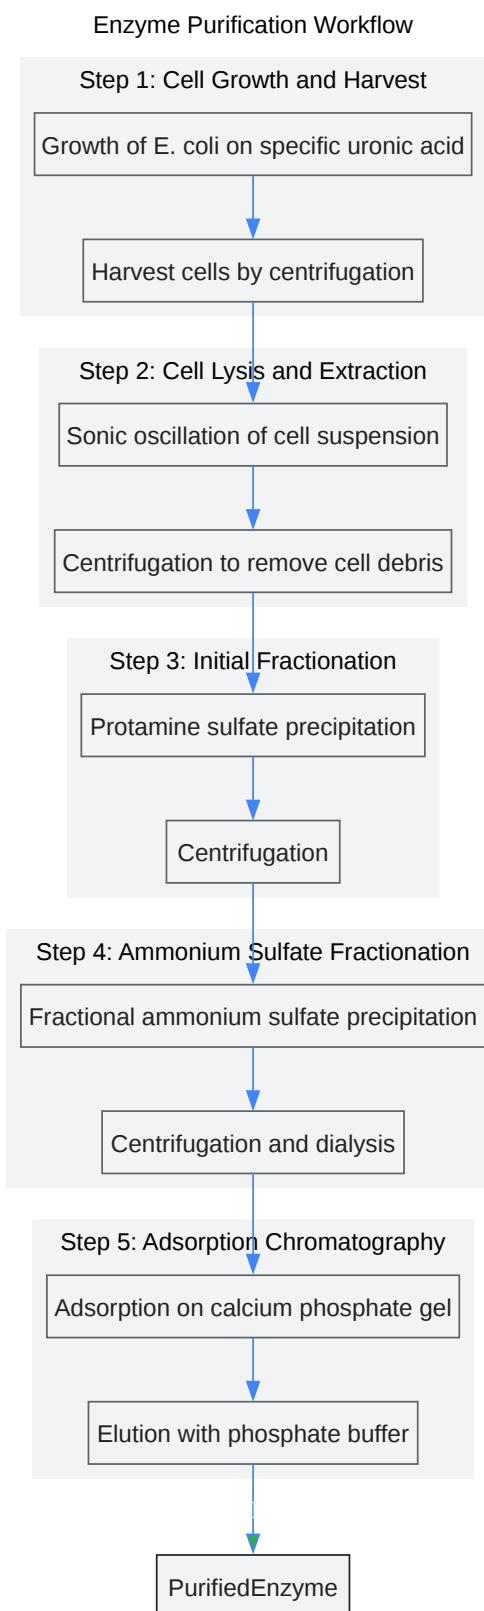 Enzyme Purification Workflow
Step 1: Cell Growth and Harvest
Growth of E. coli on specific uronic acid
Harvest cells by centrifugation
Step 2: Cell Lysis and Extraction
Sonic oscillation of cell suspension
Centrifugation to remove cell debris
Step 3: Initial Fractionation
Protamine sulfate precipitation
Centrifugation
Step 4: Ammonium Sulfate Fractionation
Fractional ammonium sulfate precipitation
Centrifugation and dialysis
Step 5: Adsorption Chromatography
Adsorption on calcium phosphate gel
Elution with phosphate buffer
PurifiedEnzyme